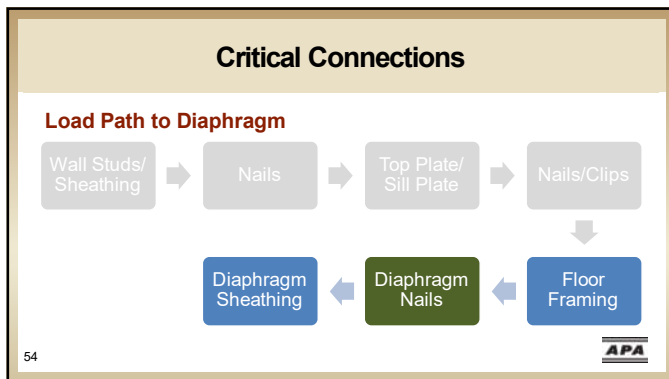 Critical Connections
Load Path to Diaphragm
Wall Studs/
Sheathing
Nails
Top Plate/
Sill Plate
Nails/Clips
Diaphragm
Sheathing
Diaphragm
Nails
Floor
Framing
54
APA